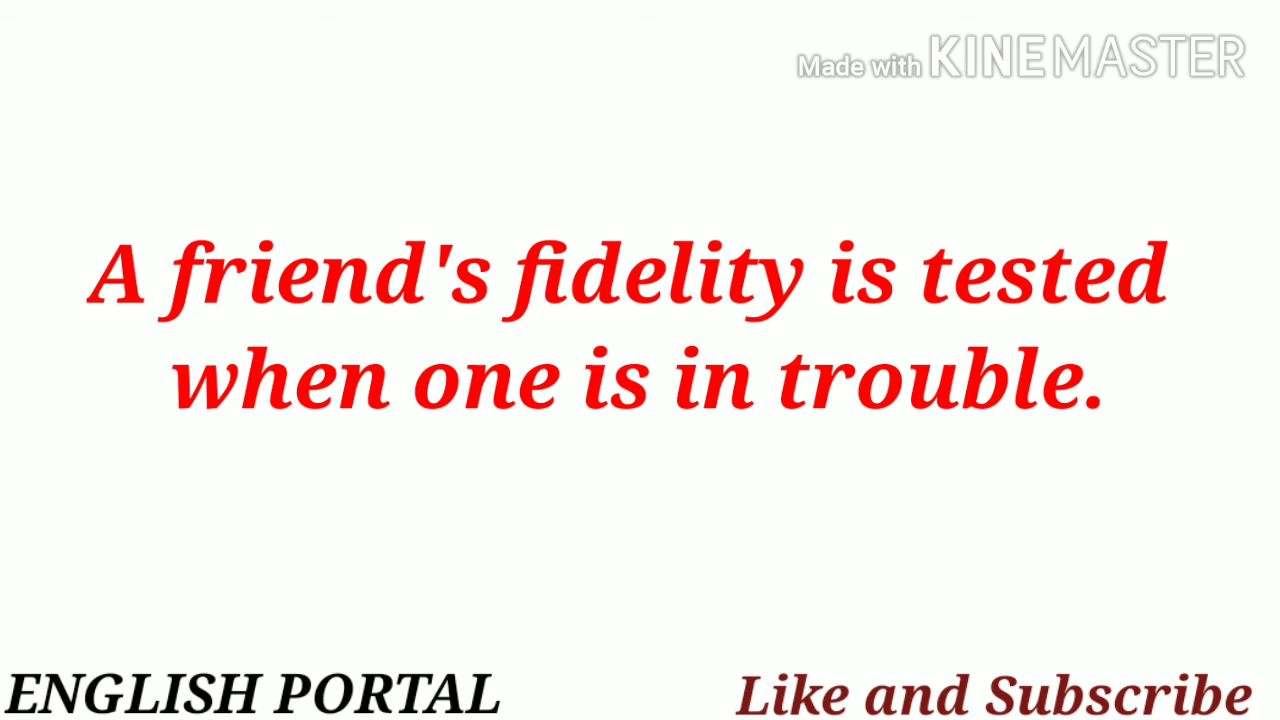 Made with KINEMASTER
A friend's fidelity is tested
when one is in trouble.
ENGLISH PORTAL
Like and Subscribe